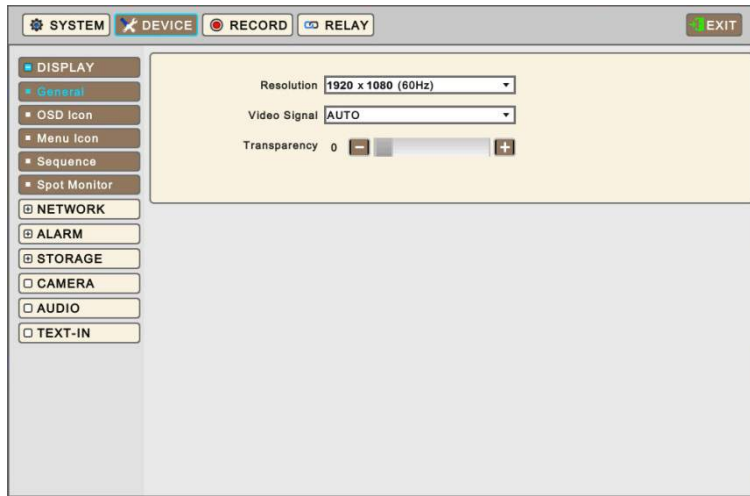 SYSTEM DEVICE RECORD RELAY EXIT
DISPLAY
General
OSD Icon
Menu Icon
Sequence
Spot Monitor
NETWORK
ALARM
STORAGE
CAMERA
AUDIO
TEXT-IN
Resolution 1920 x 1080 (60Hz)
Video Signal AUTO
Transparency 0